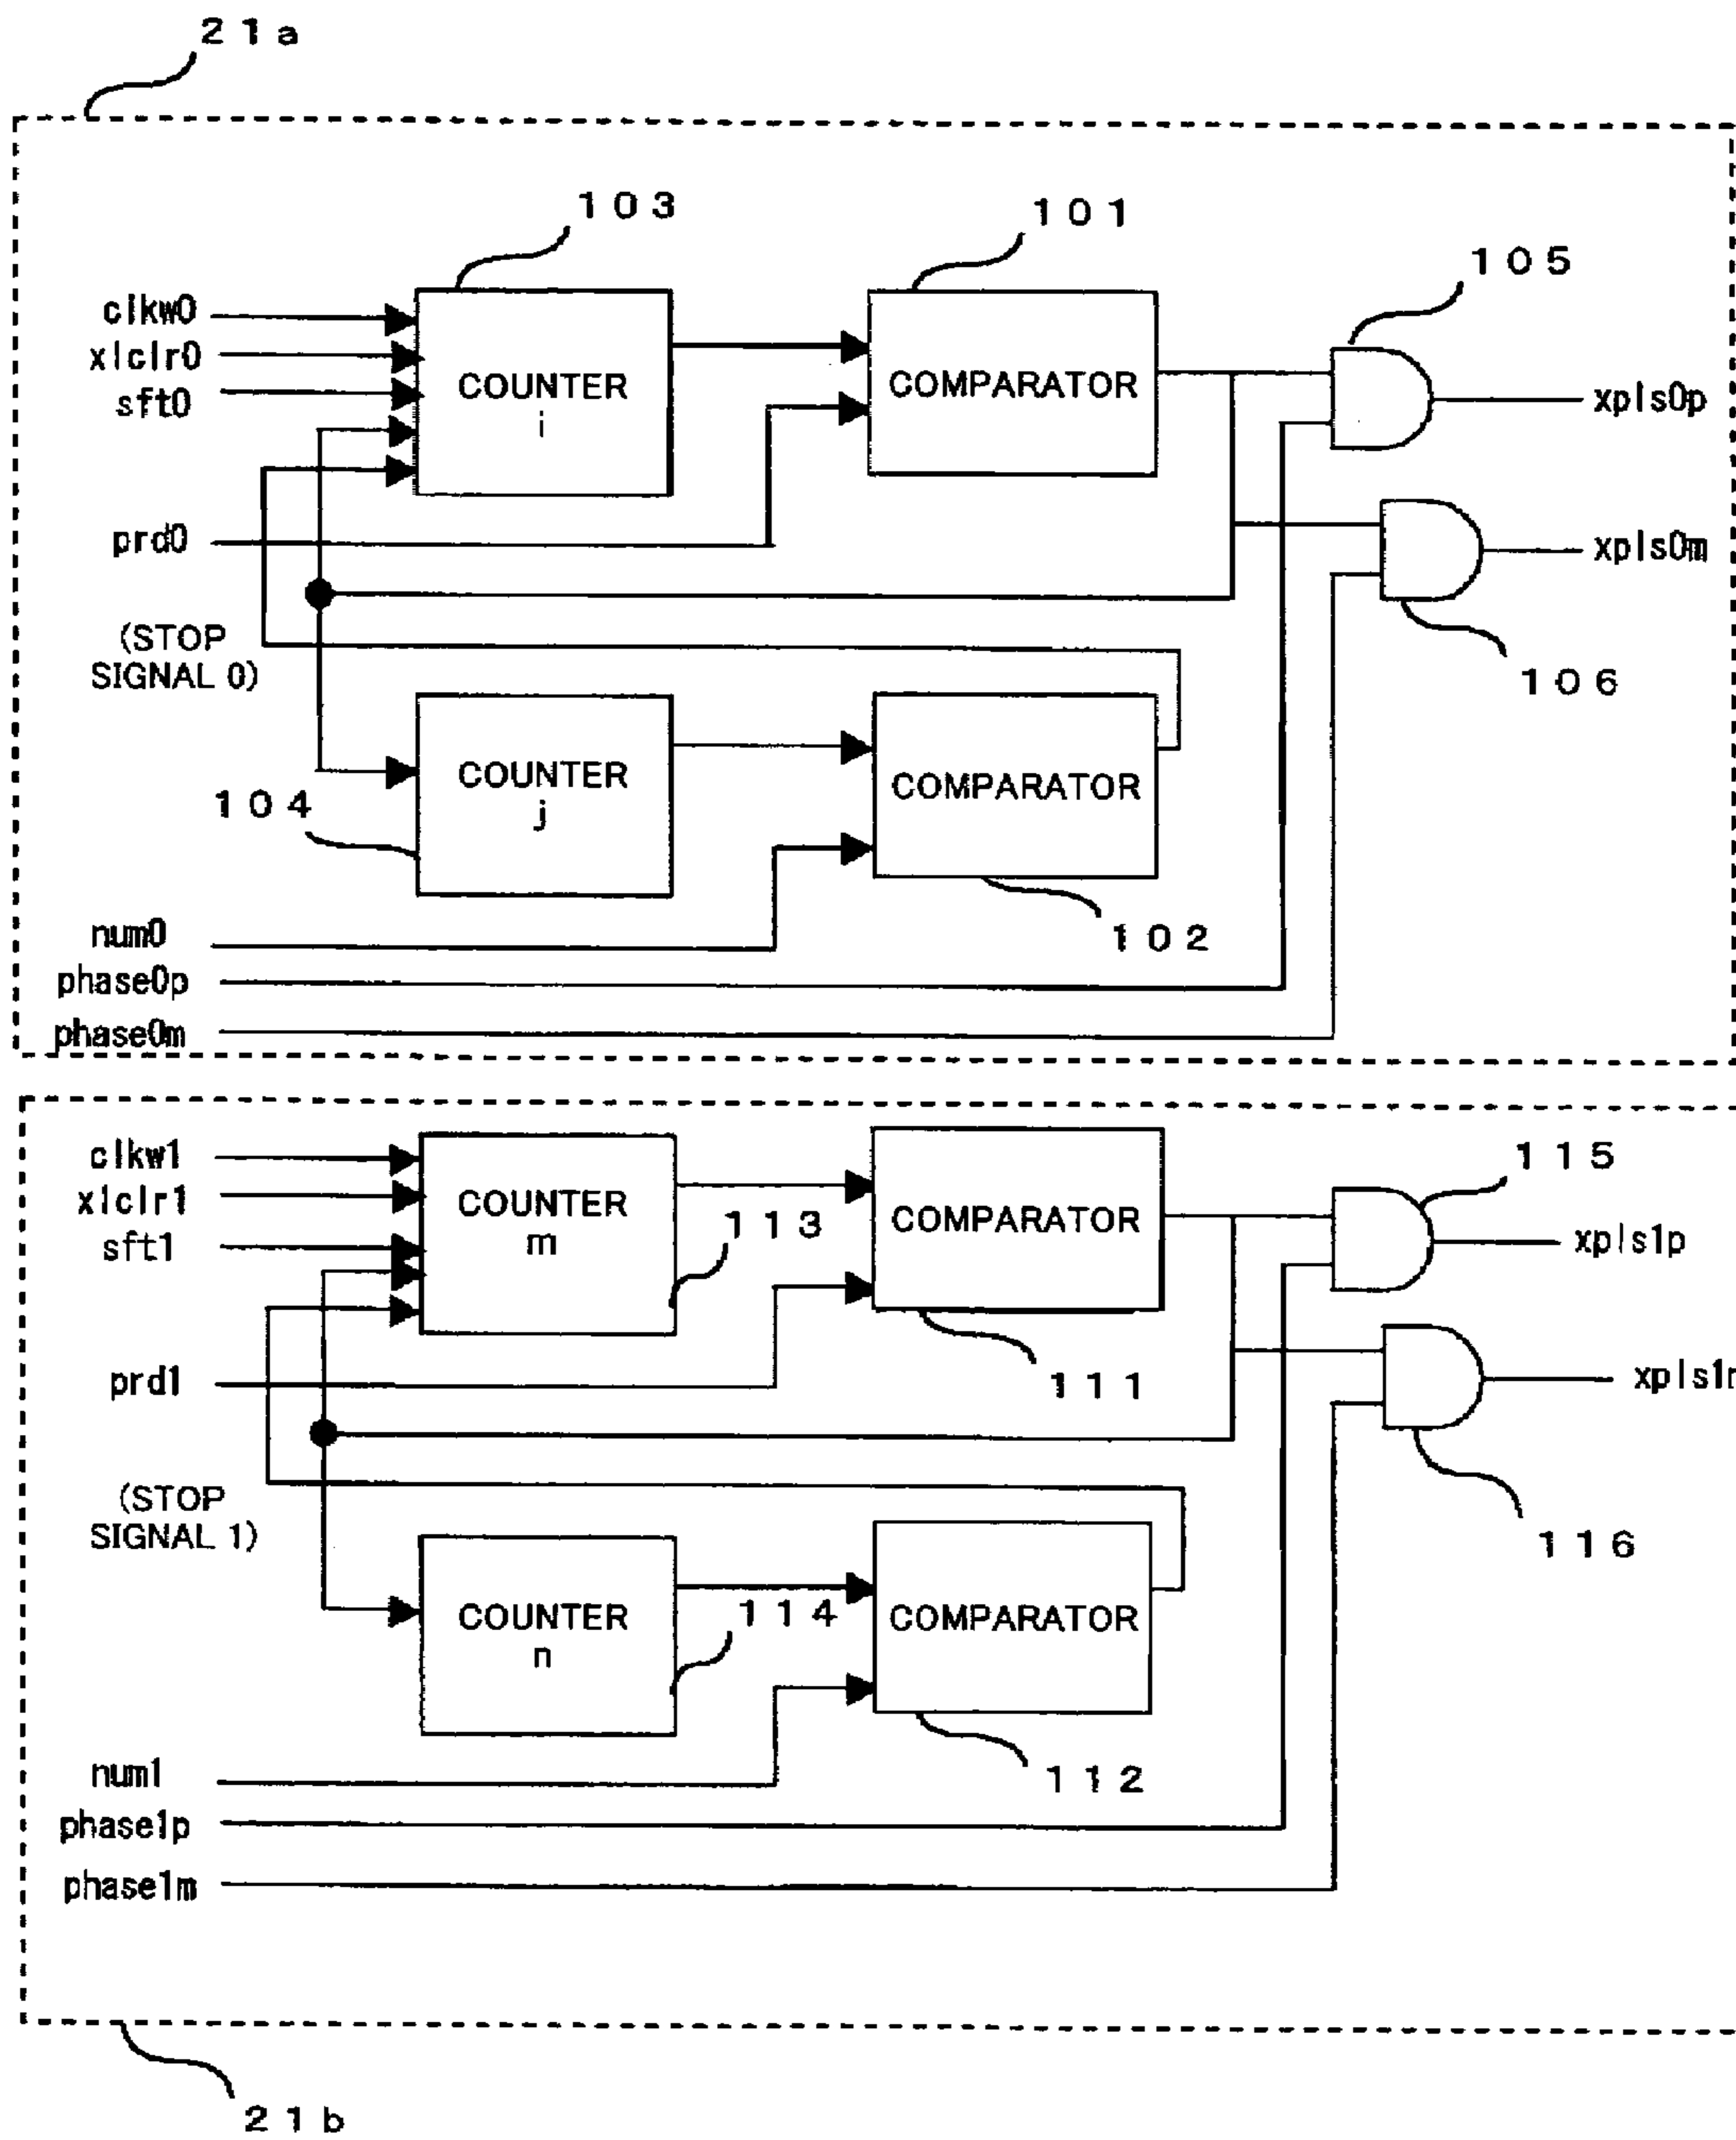 21a
103
101
105
clkw0
xlclr0
sft0
COUNTER
i
COMPARATOR
xpls0p
prd0
xpls0m
(STOP
SIGNAL 0)
106
COUNTER
j
COMPARATOR
104
102
num0
phase0p
phase0m
clkw1
xlclr1
sft1
COUNTER
m
113
COMPARATOR
115
xpls1p
prd1
111
(STOP
SIGNAL 1)
116
COUNTER
n
114
COMPARATOR
num1
112
phase1p
phase1m
21b